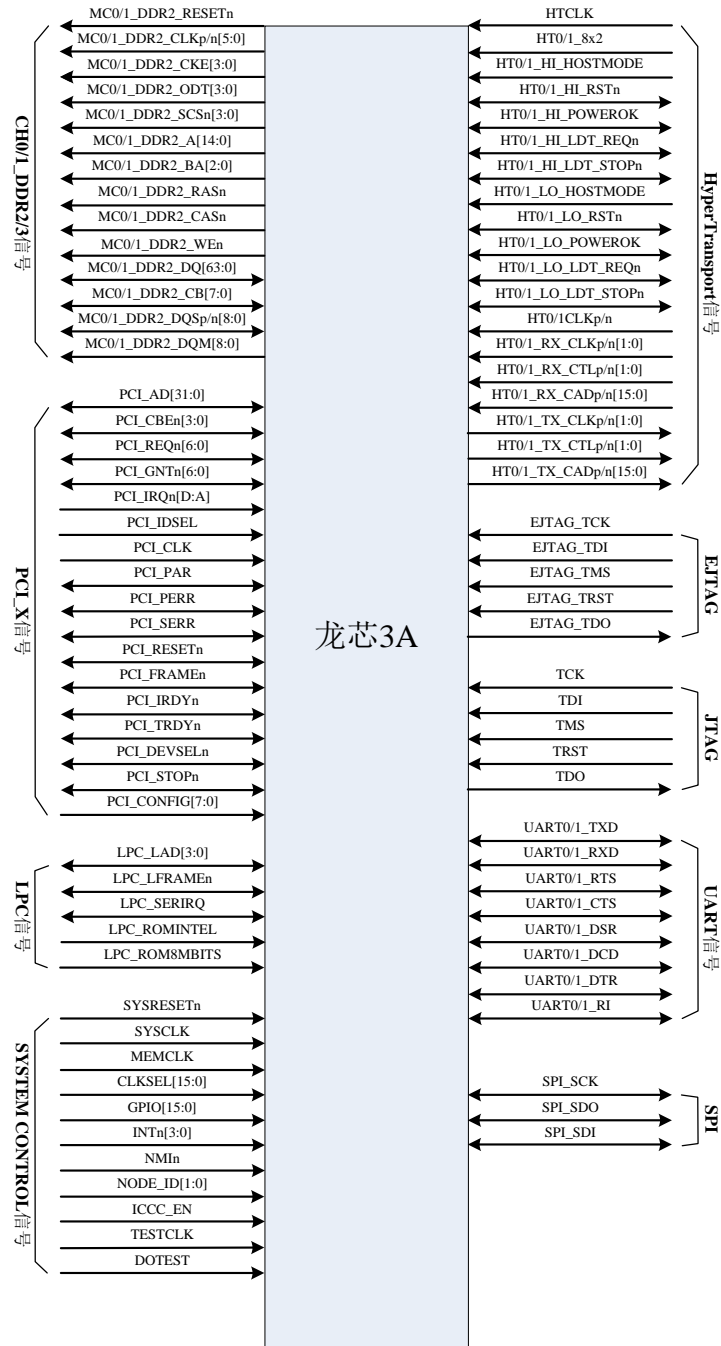 MC0/1_DDR2_RESETn
MC0/1_DDR2_CLKp/n[5:0]
MC0/1_DDR2_CKE[3:0]
MC0/1_DDR2_ODT[3:0]
MC0/1_DDR2_SCSn[3:0]
MC0/1_DDR2_A[14:0]
MC0/1_DDR2_BA[2:0]
MC0/1_DDR2_RASn
MC0/1_DDR2_CASn
MC0/1_DDR2_WEn
MC0/1_DDR2_DQ[63:0]
MC0/1_DDR2_CB[7:0]
MC0/1_DDR2_DQSp/n[8:0]
MC0/1_DDR2_DQM[8:0]
CH0/1_DDR2/3信号
PCI_AD[31:0]
PCI_CBEn[3:0]
PCI_REQn[6:0]
PCI_GNTn[6:0]
PCI_IRQn[D:A]
PCI_IDSEL
PCI_CLK
PCI_PAR
PCI_PERR
PCI_SERR
PCI_RESETn
PCI_FRAMEn
PCI_IRDYn
PCI_TRDYn
PCI_DEVSELn
PCI_STOPn
PCI_CONFIG[7:0]
PCI_X信号
LPC_LAD[3:0]
LPC_LFRAMEn
LPC_SERIRQ
LPC_ROMINTEL
LPC_ROM8MBITS
LPC信号
SYSRESETn
SYSCLK
MEMCLK
CLKSEL[15:0]
GPIO[15:0]
INTn[3:0]
NMIn
NODE_ID[1:0]
ICCC_EN
TESTCLK
DOTEST
SYSTEM CONTROL信号
龙芯3A
HTCLK
HT0/1_8x2
HT0/1_HI_HOSTMODE
HT0/1_HI_RSTn
HT0/1_HI_POWEROK
HT0/1_HI_LDT_REQn
HT0/1_HI_LDT_STOPn
HT0/1_LO_HOSTMODE
HT0/1_LO_RSTn
HT0/1_LO_POWEROK
HT0/1_LO_LDT_REQn
HT0/1_LO_LDT_STOPn
HT0/1CLKp/n
HT0/1_RX_CLKp/n[1:0]
HT0/1_RX_CTLp/n[1:0]
HT0/1_RX_CADp/n[15:0]
HT0/1_TX_CLKp/n[1:0]
HT0/1_TX_CTLp/n[1:0]
HT0/1_TX_CADp/n[15:0]
HyperTransport信号
EJTAG_TCK
EJTAG_TDI
EJTAG_TMS
EJTAG_TRST
EJTAG_TDO
EJTAG
TCK
TDI
TMS
TRST
TDO
JTAG
UART0/1_TXD
UART0/1_RXD
UART0/1_RTS
UART0/1_CTS
UART0/1_DSR
UART0/1_DCD
UART0/1_DTR
UART0/1_RI
UART信号
SPI_SCK
SPI_SDO
SPI_SDI
SPI